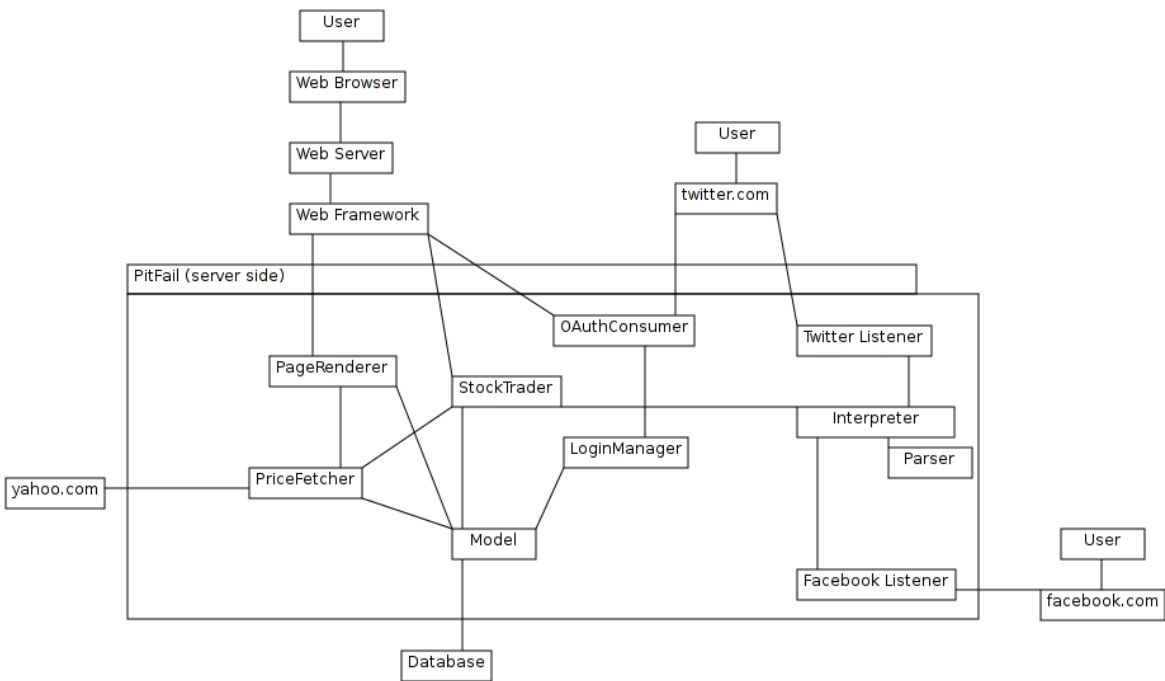 User
Web Browser
User
Web Server
twitter.com
Web Framework
PitFail (server side)
OAuthConsumer
Twitter Listener
PageRenderer
StockTrader
Interpreter
LoginManager
Parser
PriceFetcher
yahoo.com
Model
User
Facebook Listener
facebook.com
Database